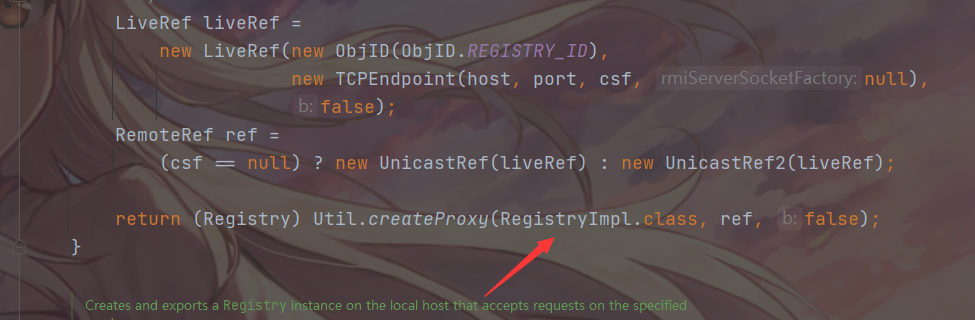 LiveRef liveRef =
new LiveRef(new ObjID(ObjID.REGISTRY_ID),
new TCPEndpoint(host, port, csf, rmiServerSocketFactory: null),
b: false);
RemoteRef ref =
(csf == null) ? new UnicastRef(liveRef) : new UnicastRef2(liveRef);
return (Registry) Util.createProxy(RegistryImpl.class, ref, b: false);
}
Creates and exports a Registry instance on the local host that accepts requests on the specified